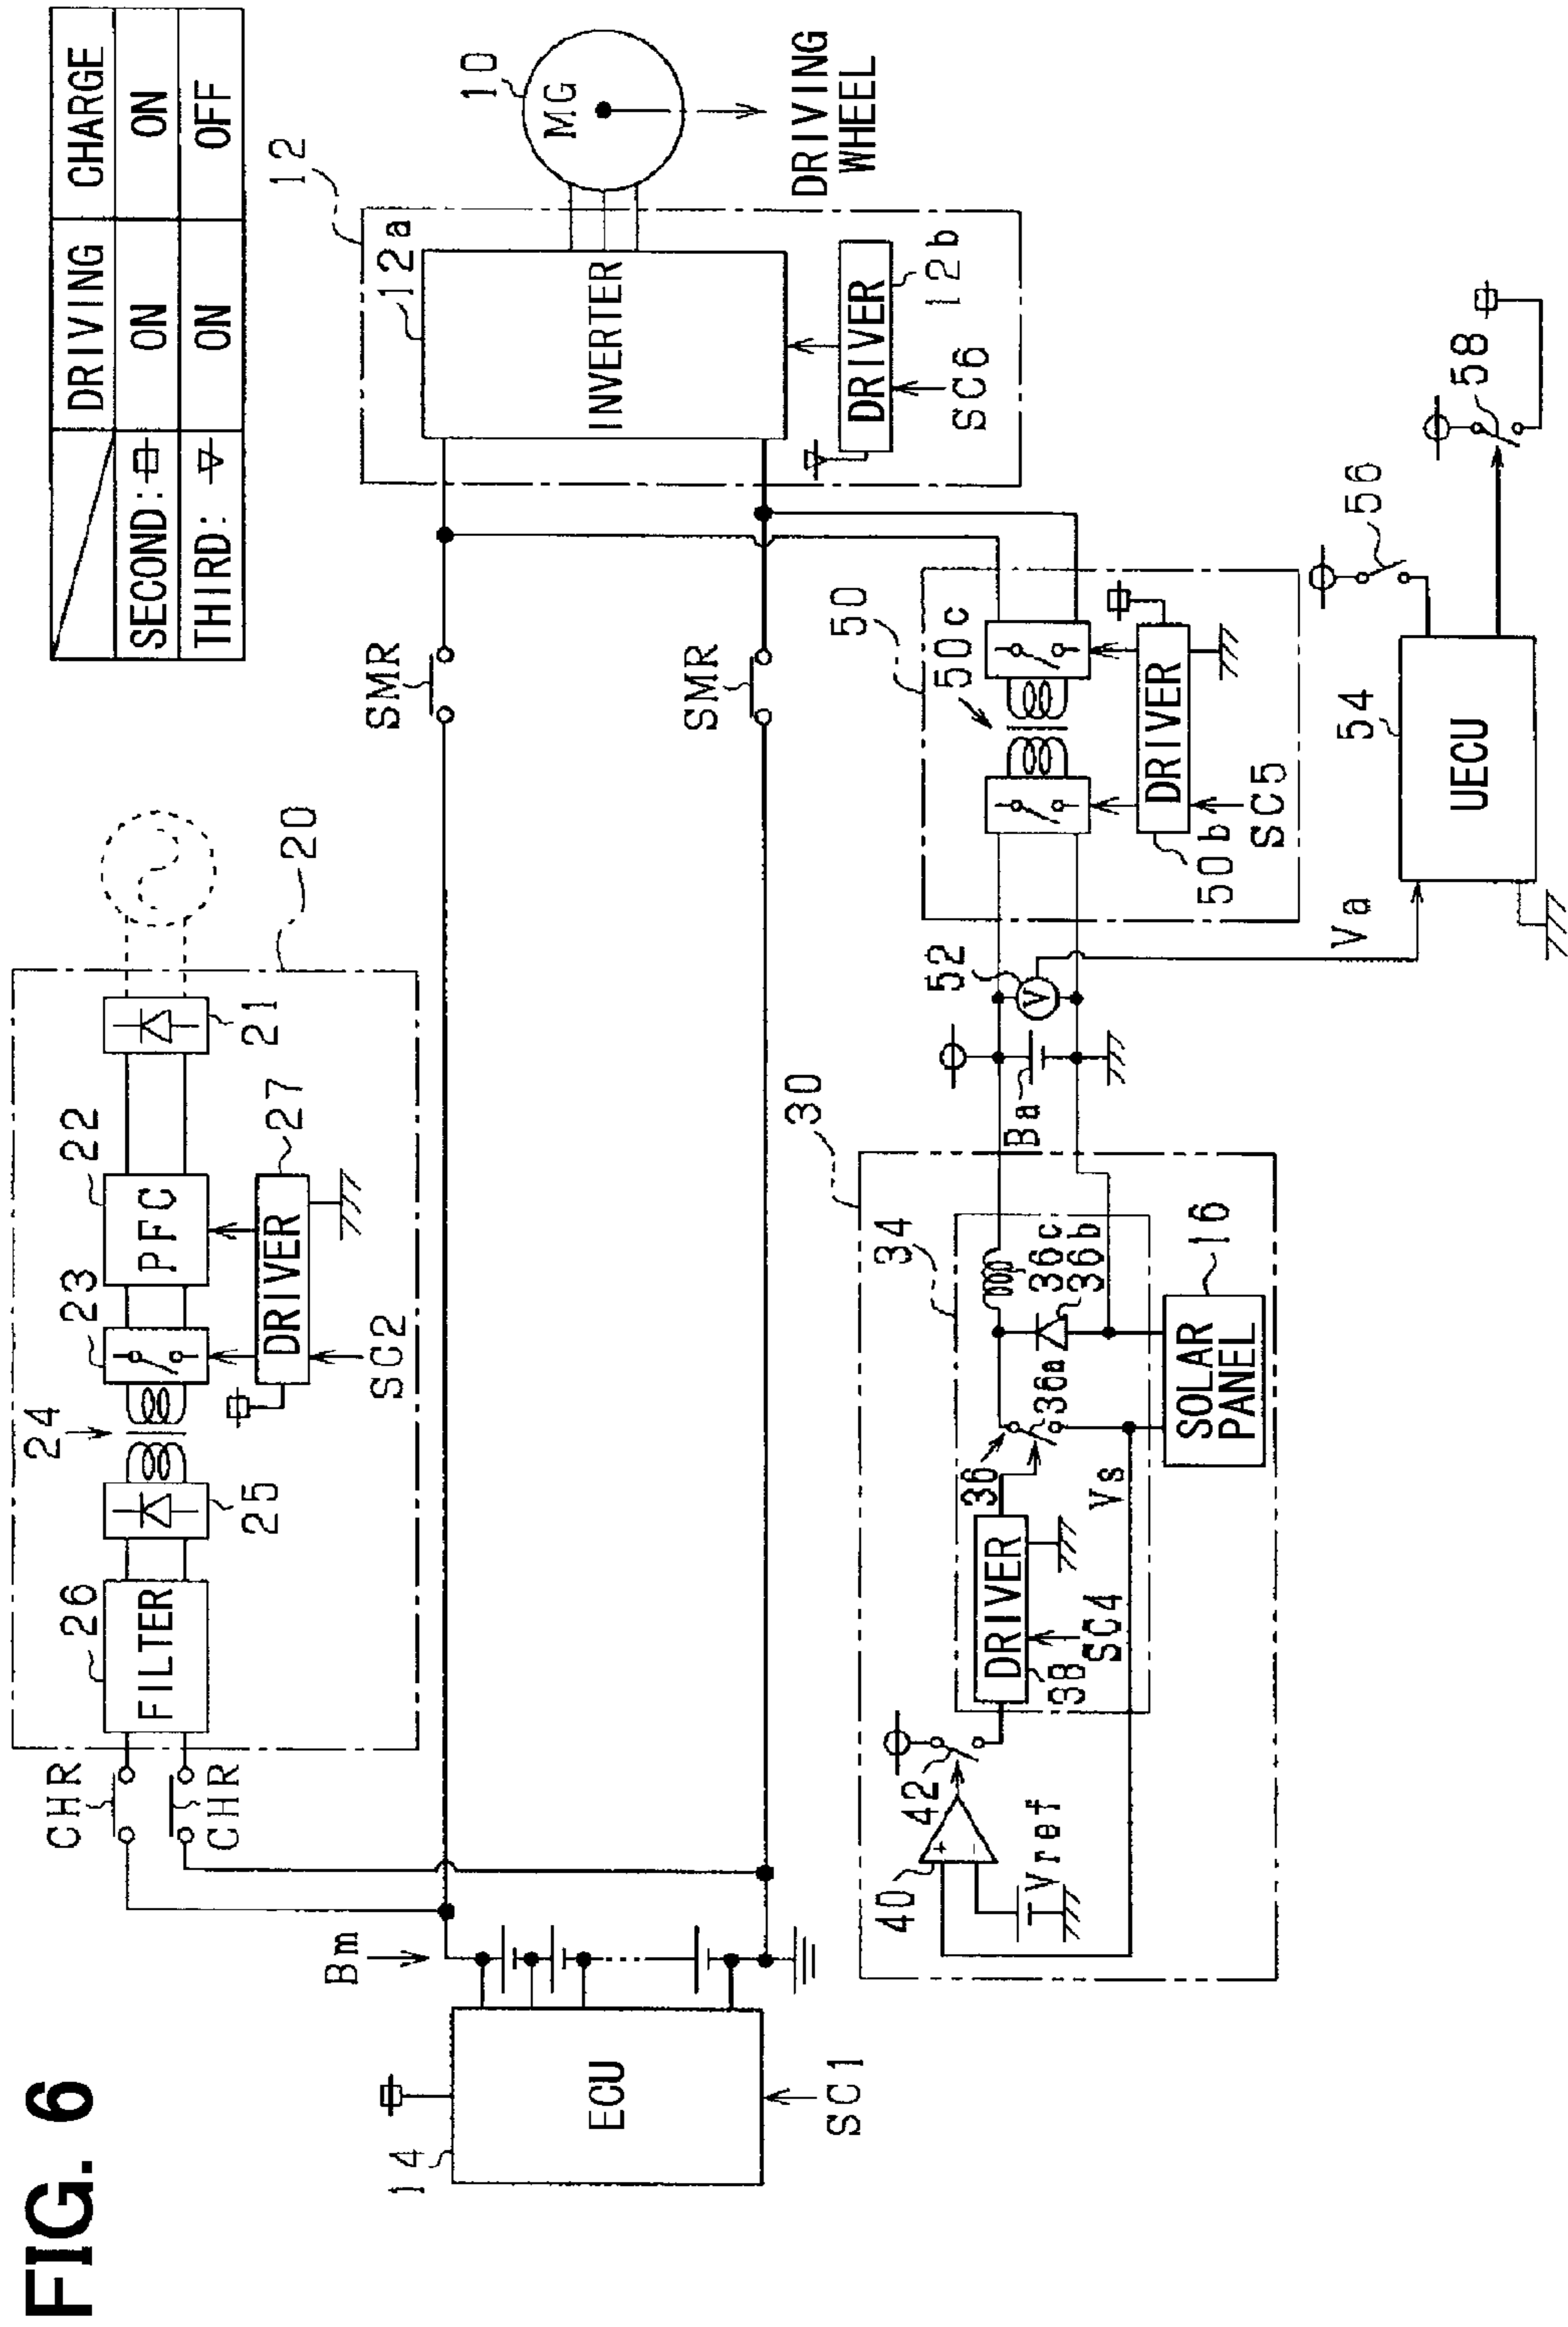 FIG. 6
DRIVING CHARGE
SECOND: ON ON
THIRD: ON OFF
20
21
22
23
24
25
26
27
PFC
FILTER
DRIVER
SC2
CHR
CHR
SMR
SMR
12
12a
INVERTER
DRIVER
12b
SC6
10
MG
DRIVING
WHEEL
Bm
14
ECU
SC1
30
34
36
36a
36b
36c
DRIVER
38
SC4
40
+
-
42
Vref
Vs
16
SOLAR
PANEL
Ba
52
V
50
50c
DRIVER
50b
SC5
Va
54
UECU
56
58